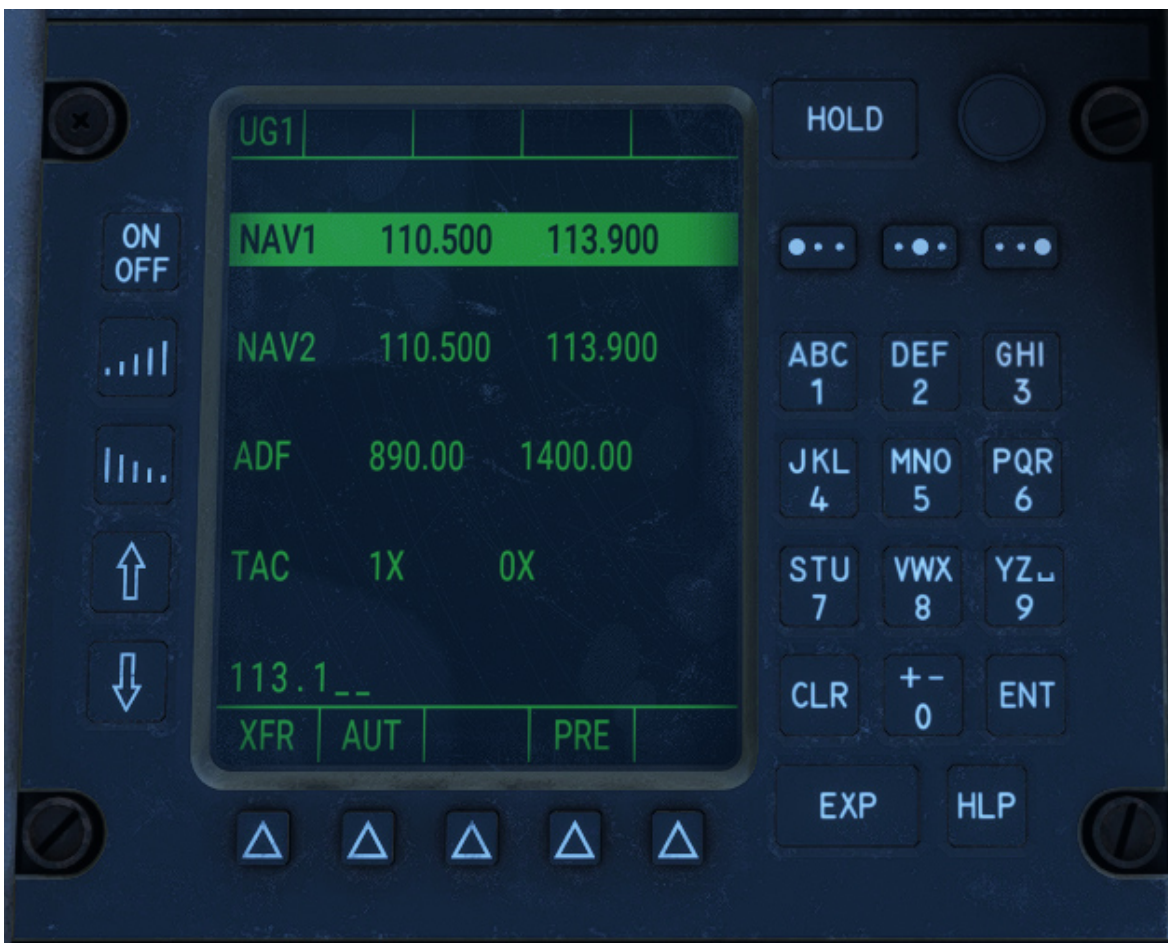 UG1
HOLD
ON
OFF
NAV1 110.500 113.900
NAV2 110.500 113.900
ADF 890.00 1400.00
TAC 1X 0X
113.1__
XFR AUT PRE
ABC DEF GHI
1 2 3
JKL MNO PQR
4 5 6
STU VWX YZ␣
7 8 9
CLR + - ENT
0
EXP HLP